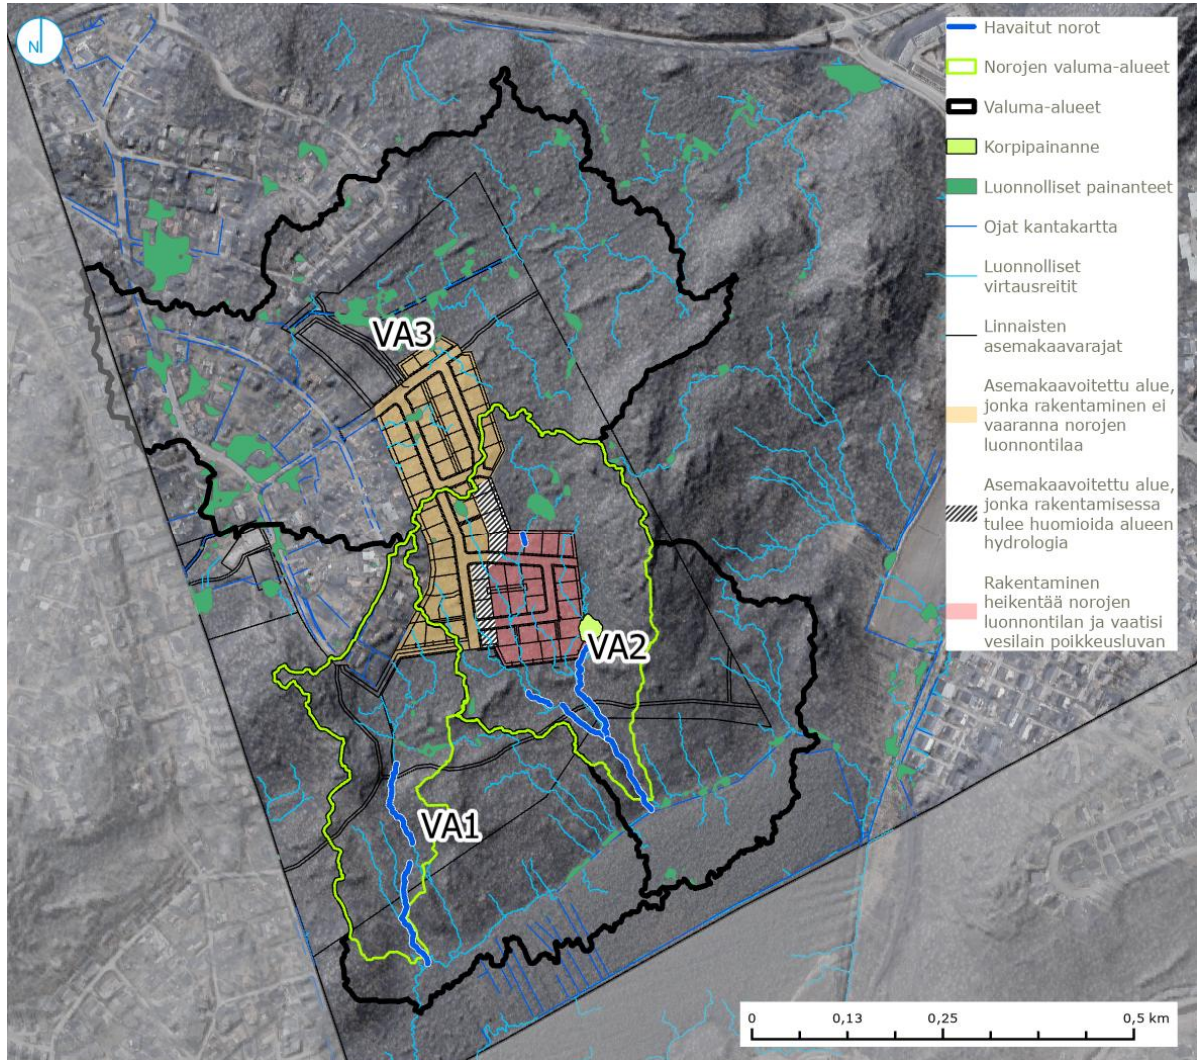 N
Havaitut norot
Norojen valuma-alueet
Valuma-alueet
Korpipainanne
Luonnolliset painanteet
Ojat kantakartta
Luonnolliset
virtausreitit
Linnaisten
asemakaavarajat
Asemakaavoitettu alue,
jonka rakentaminen ei
vaaranna norojen
luonnontilaa
Asemakaavoitettu alue,
jonka rakentamisessa
tulee huomioida alueen
hydrologia
Rakentaminen
heikentää norojen
luonnontilan ja vaatisi
vesilain poikkeusluvan
VA3
VA2
VA1
0 0,13 0,25 0,5 km